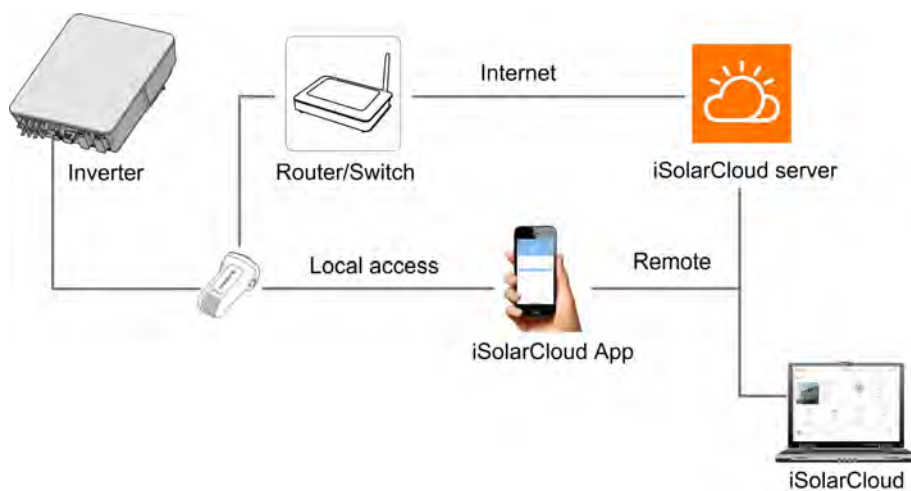 Internet
Inverter
Router/Switch
iSolarCloud server
Local access
Remote
iSolarCloud App
iSolarCloud